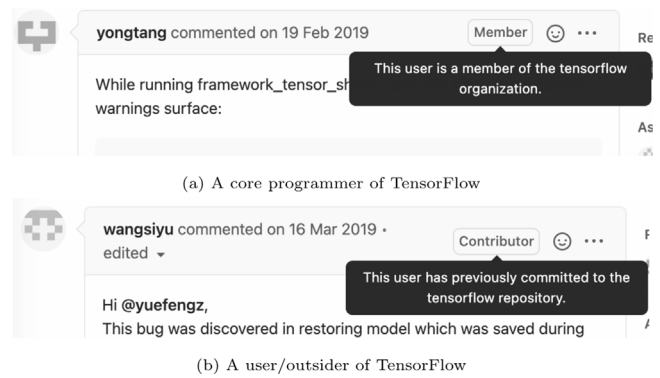 yongtang commented on 19 Feb 2019 Member ... Re
This user is a member of the tensorflow
organization.
While running framework_tensor_sh
warnings surface:
As
(a) A core programmer of TensorFlow
wangsiyu commented on 16 Mar 2019 •
edited Contributor ...
This user has previously committed to the
tensorflow repository.
Hi @yuefengz,
This bug was discovered in restoring model which was saved during
(b) A user/outsider of TensorFlow